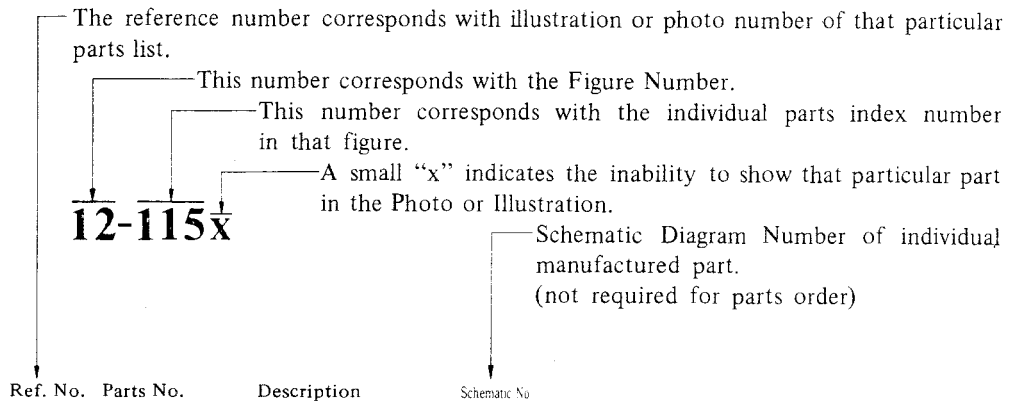 The reference number corresponds with illustration or photo number of that particular
parts list.
This number corresponds with the Figure Number.
This number corresponds with the individual parts index number
in that figure.
A small “x” indicates the inability to show that particular part
in the Photo or Illustration.
12-115x
Schematic Diagram Number of individual
manufactured part.
(not required for parts order)
Ref. No. Parts No. Description Schematic No